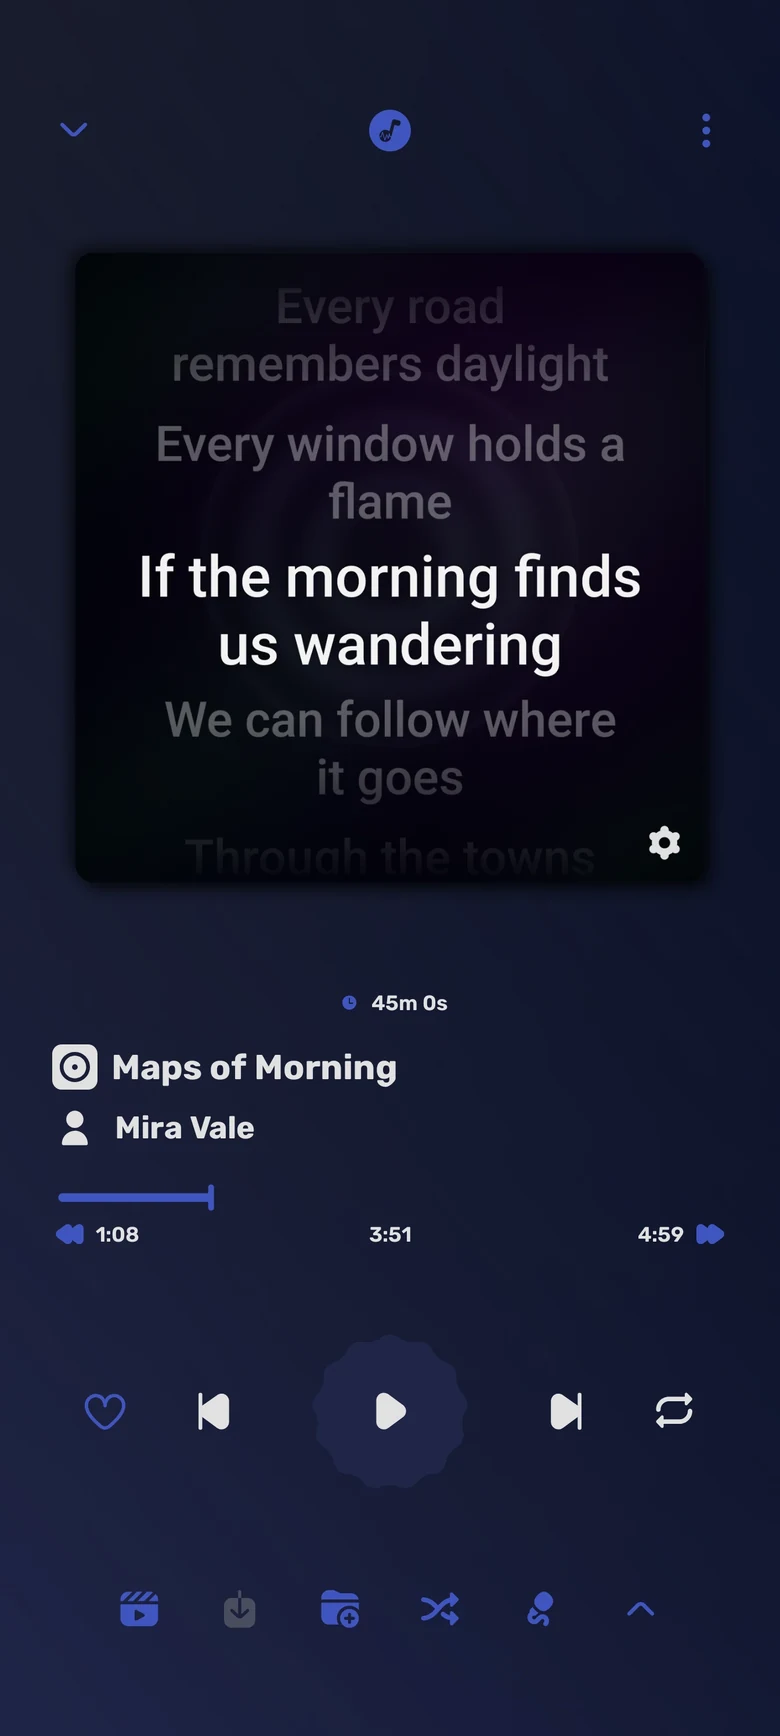 Every road
remembers daylight
Every window holds a
flame
If the morning finds
us wandering
We can follow where
it goes
Through the towns
45m 0s
Maps of Morning
Mira Vale
1:08
3:51
4:59